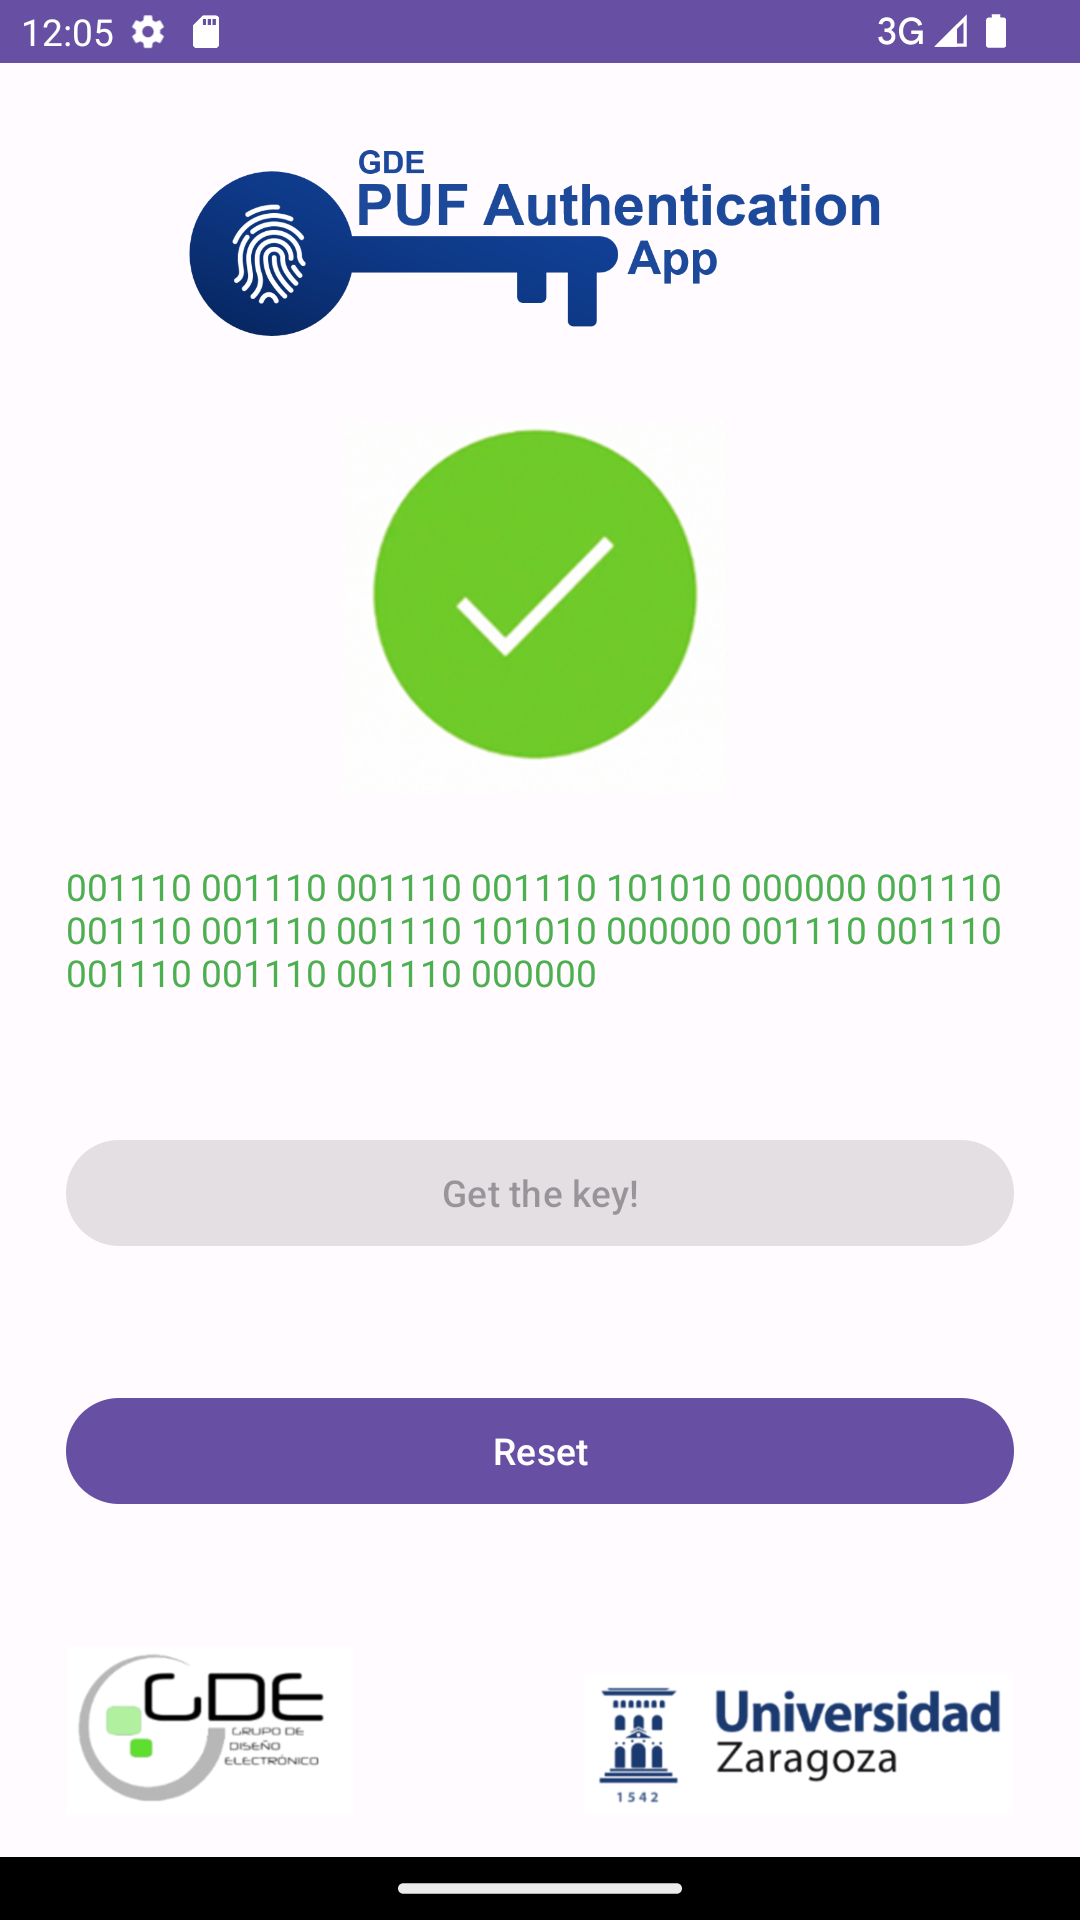 12:05
3G
GDE
PUF Authentication
App
001110 001110 001110 001110 101010 000000 001110
001110 001110 001110 101010 000000 001110 001110
001110 001110 001110 000000
Get the key!
Reset
GDE
GRUPO DE
DISEÑO
ELECTRÓNICO
Universidad
Zaragoza
1542